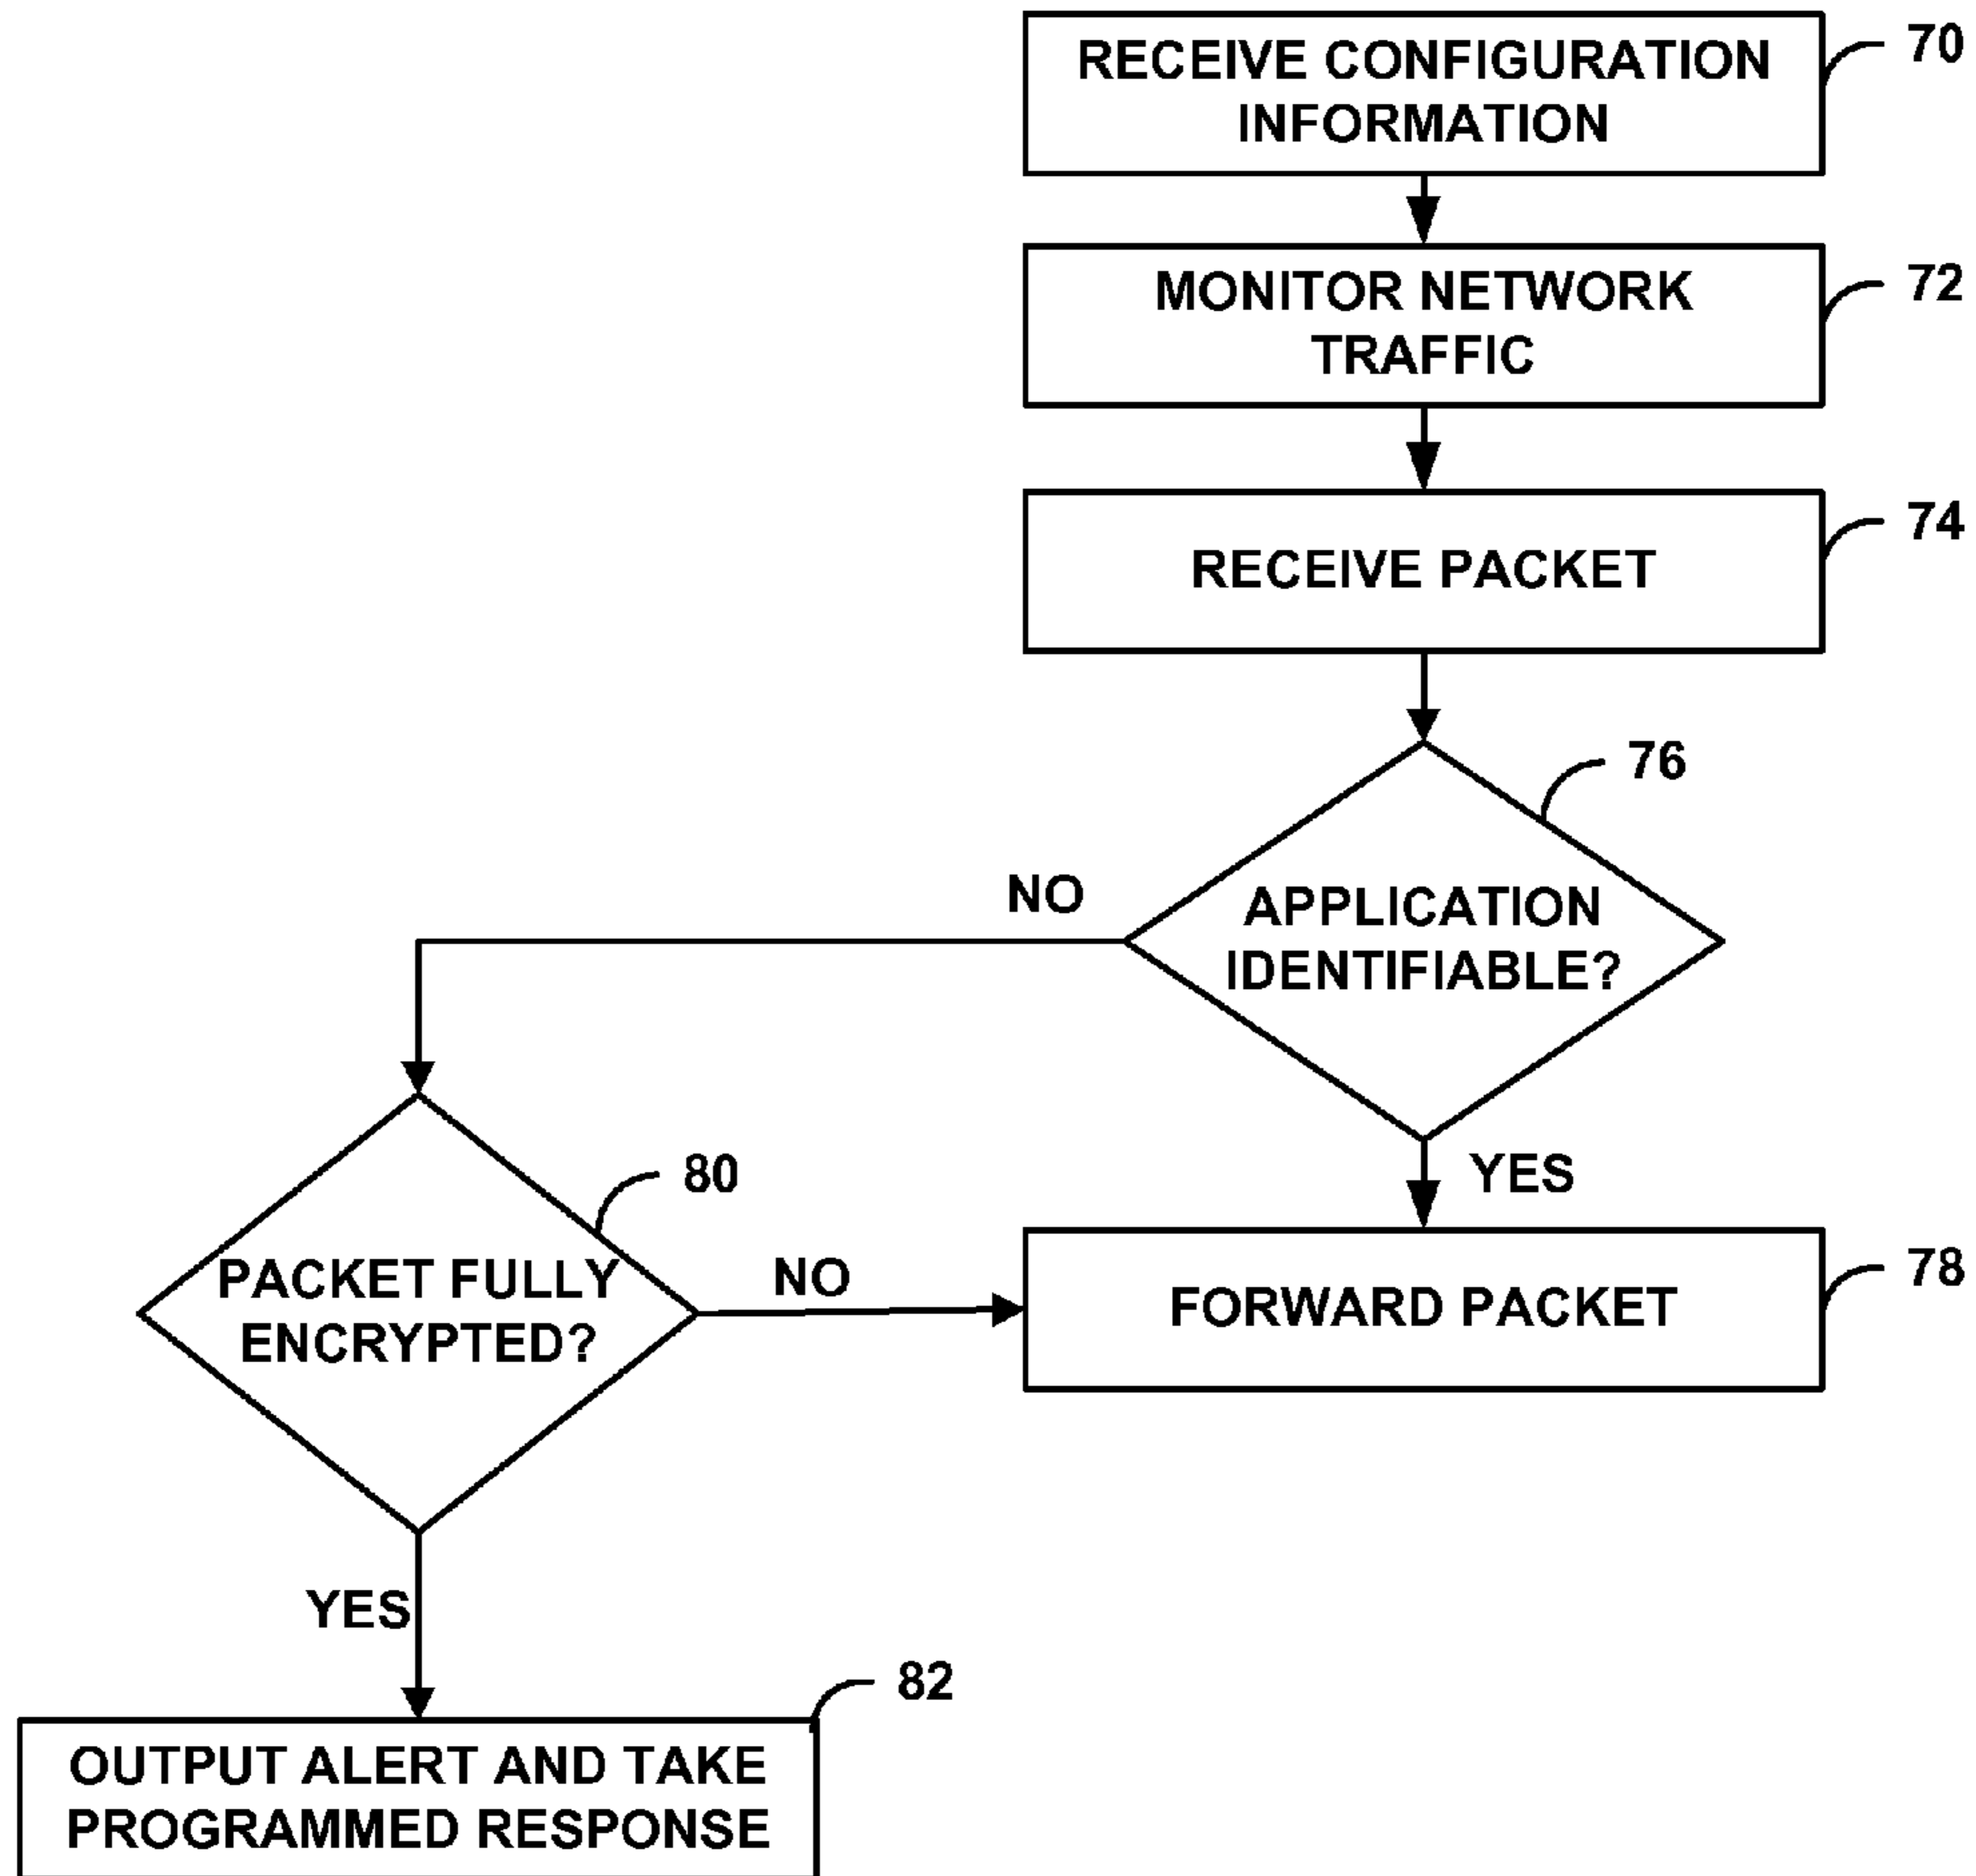 RECEIVE CONFIGURATION
INFORMATION
70
MONITOR NETWORK
TRAFFIC
72
RECEIVE PACKET
74
76
APPLICATION
IDENTIFIABLE?
NO
YES
80
PACKET FULLY
ENCRYPTED?
NO
FORWARD PACKET
78
YES
82
OUTPUT ALERT AND TAKE
PROGRAMMED RESPONSE